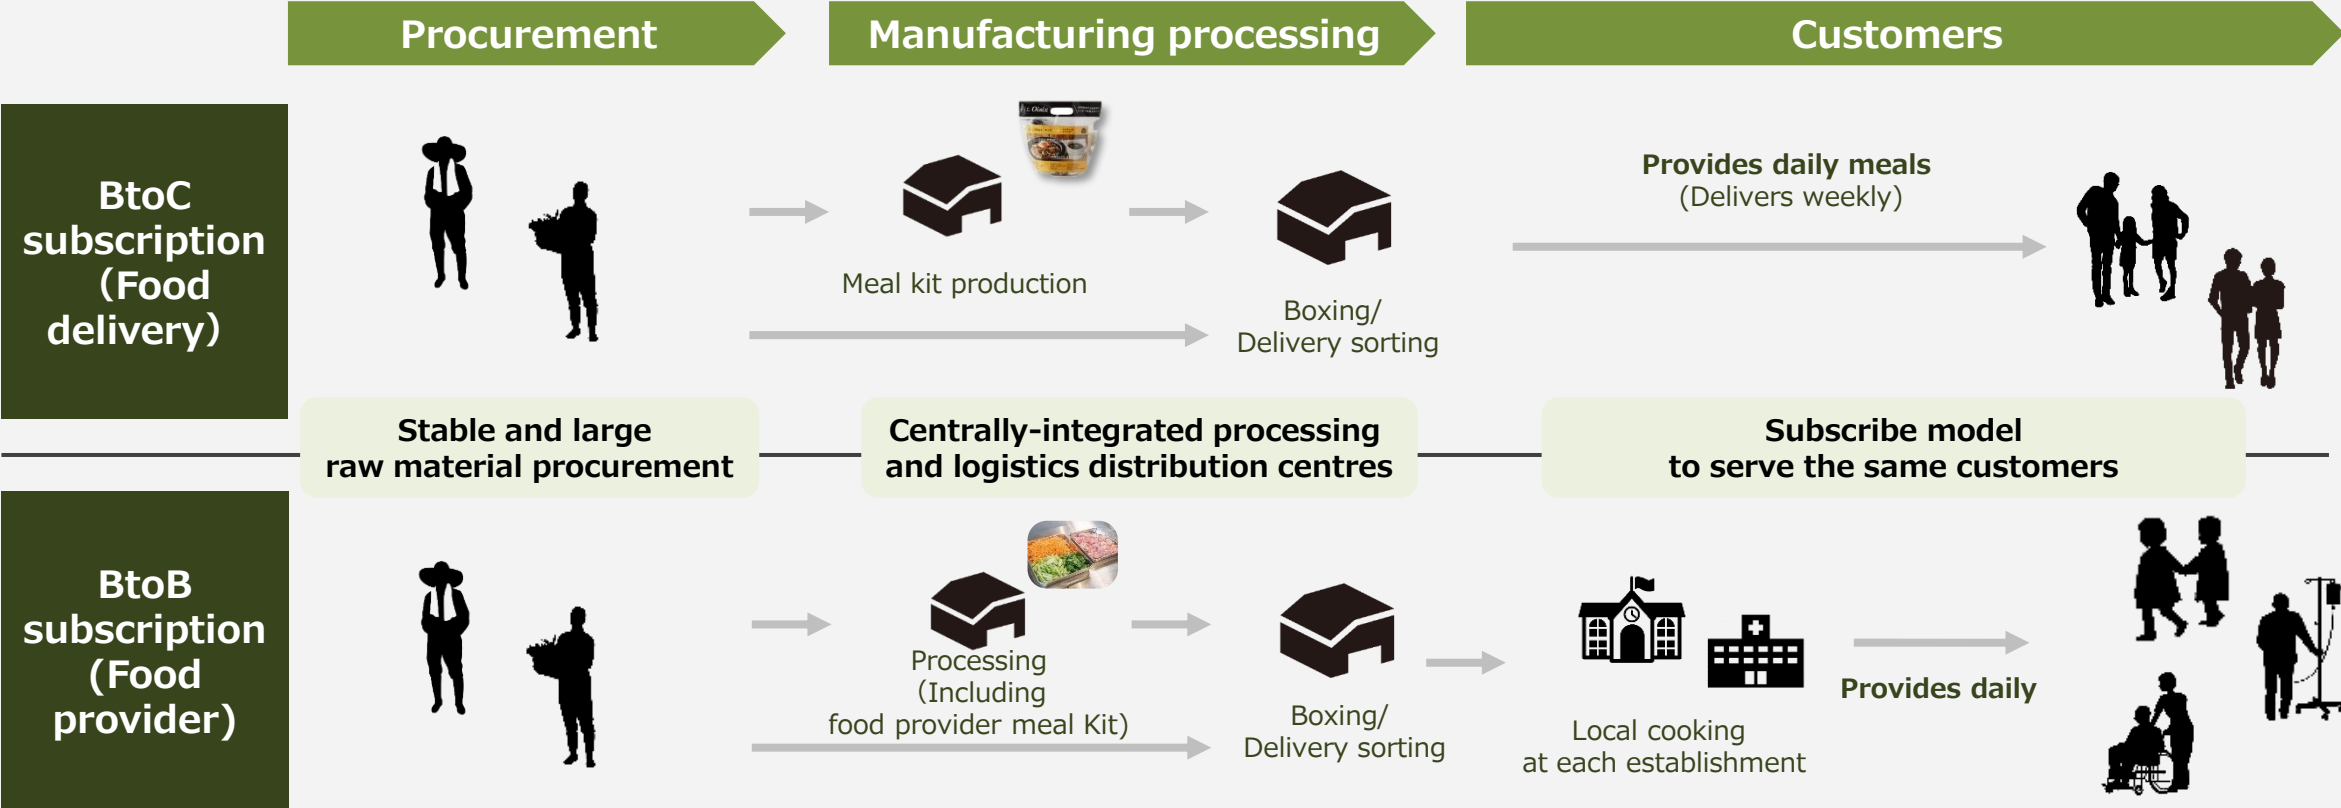 Procurement
Manufacturing processing
Customers
BtoC
subscription
（Food
delivery）
Oisix
Meal kit production
Boxing/
Delivery sorting
Provides daily meals
(Delivers weekly)
Stable and large
raw material procurement
Centrally-integrated processing
and logistics distribution centres
Subscribe model
to serve the same customers
BtoB
subscription
(Food
provider)
Processing
（Including
food provider meal Kit)
Boxing/
Delivery sorting
Local cooking
at each establishment
Provides daily